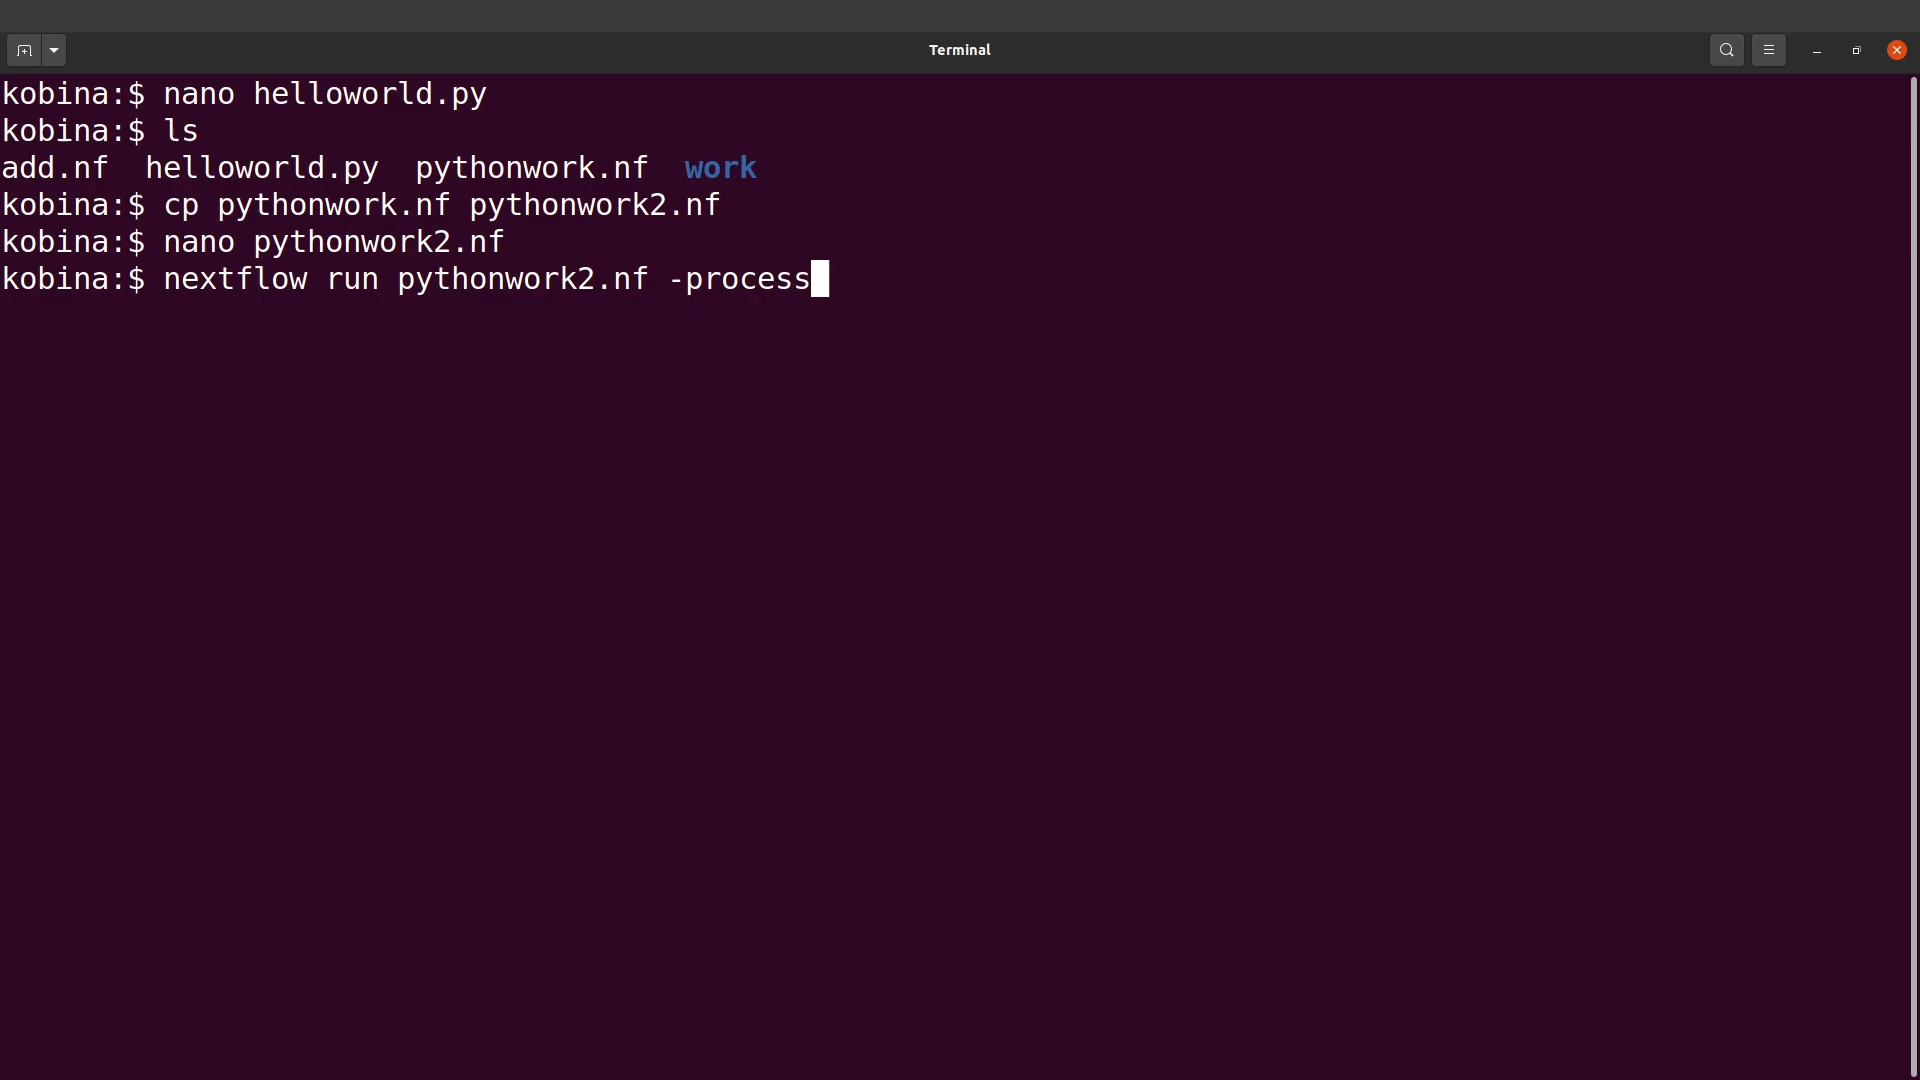 Terminal
kobina:$ nano helloworld.py
kobina:$ ls
add.nf  helloworld.py  pythonwork.nf  work
kobina:$ cp pythonwork.nf pythonwork2.nf
kobina:$ nano pythonwork2.nf
kobina:$ nextflow run pythonwork2.nf -process